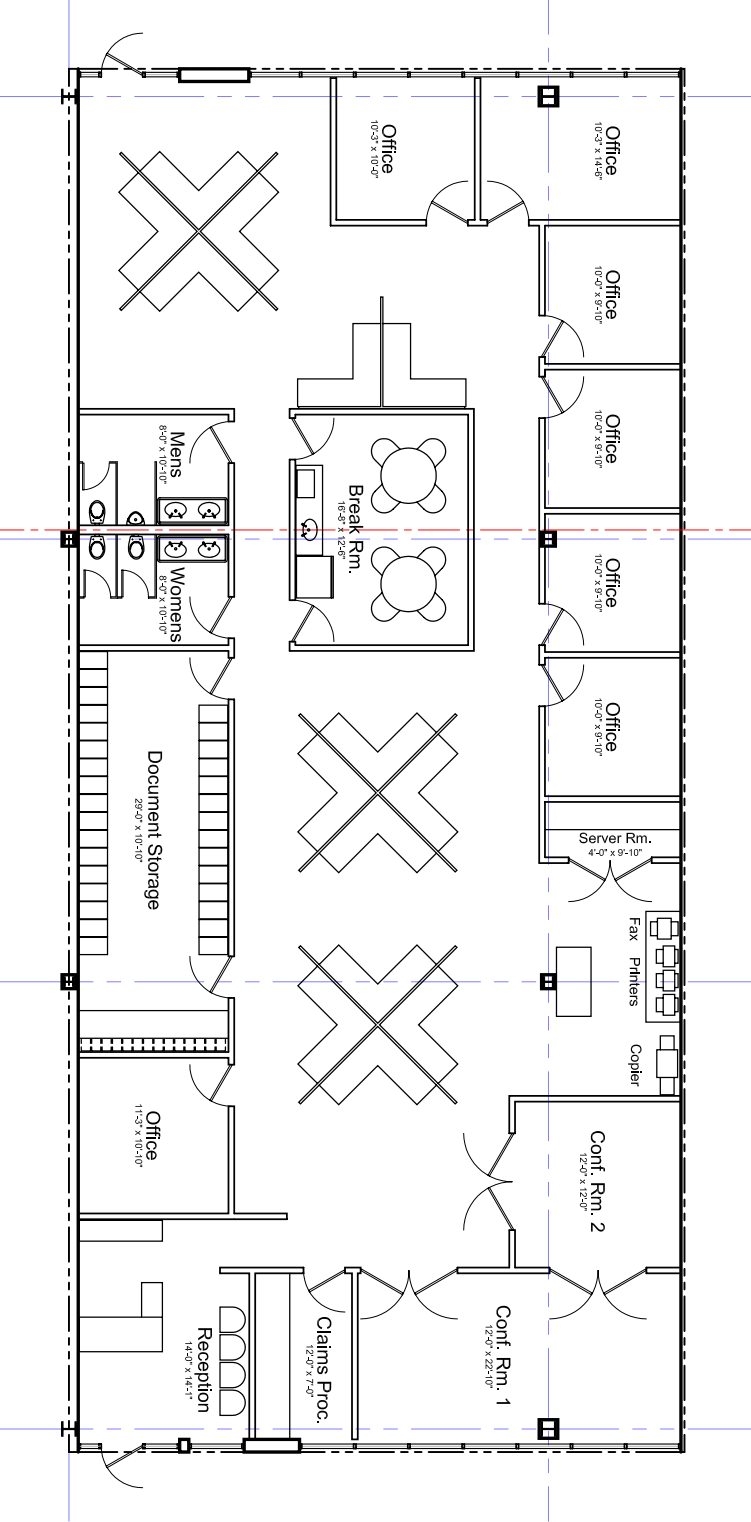 Office
10'-3" x 10'-0"
Office
10'-3" x 14'-6"
Office
10'-0" x 9'-10"
Office
10'-0" x 9'-10"
Mens
8'-0" x 10'-10"
Break Rm.
16'-8" x 12'-6"
Womens
8'-0" x 10'-10"
Office
10'-0" x 9'-10"
Office
10'-0" x 9'-10"
Document Storage
29'-0" x 10'-10"
Server Rm.
4'-0" x 9'-10"
Fax
Printers
Copier
Office
11'-3" x 10'-10"
Conf. Rm. 2
12'-0" x 12'-0"
Reception
14'-0" x 14'-1"
Claims Proc.
12'-0" x 7'-0"
Conf. Rm. 1
12'-0" x 22'-10"